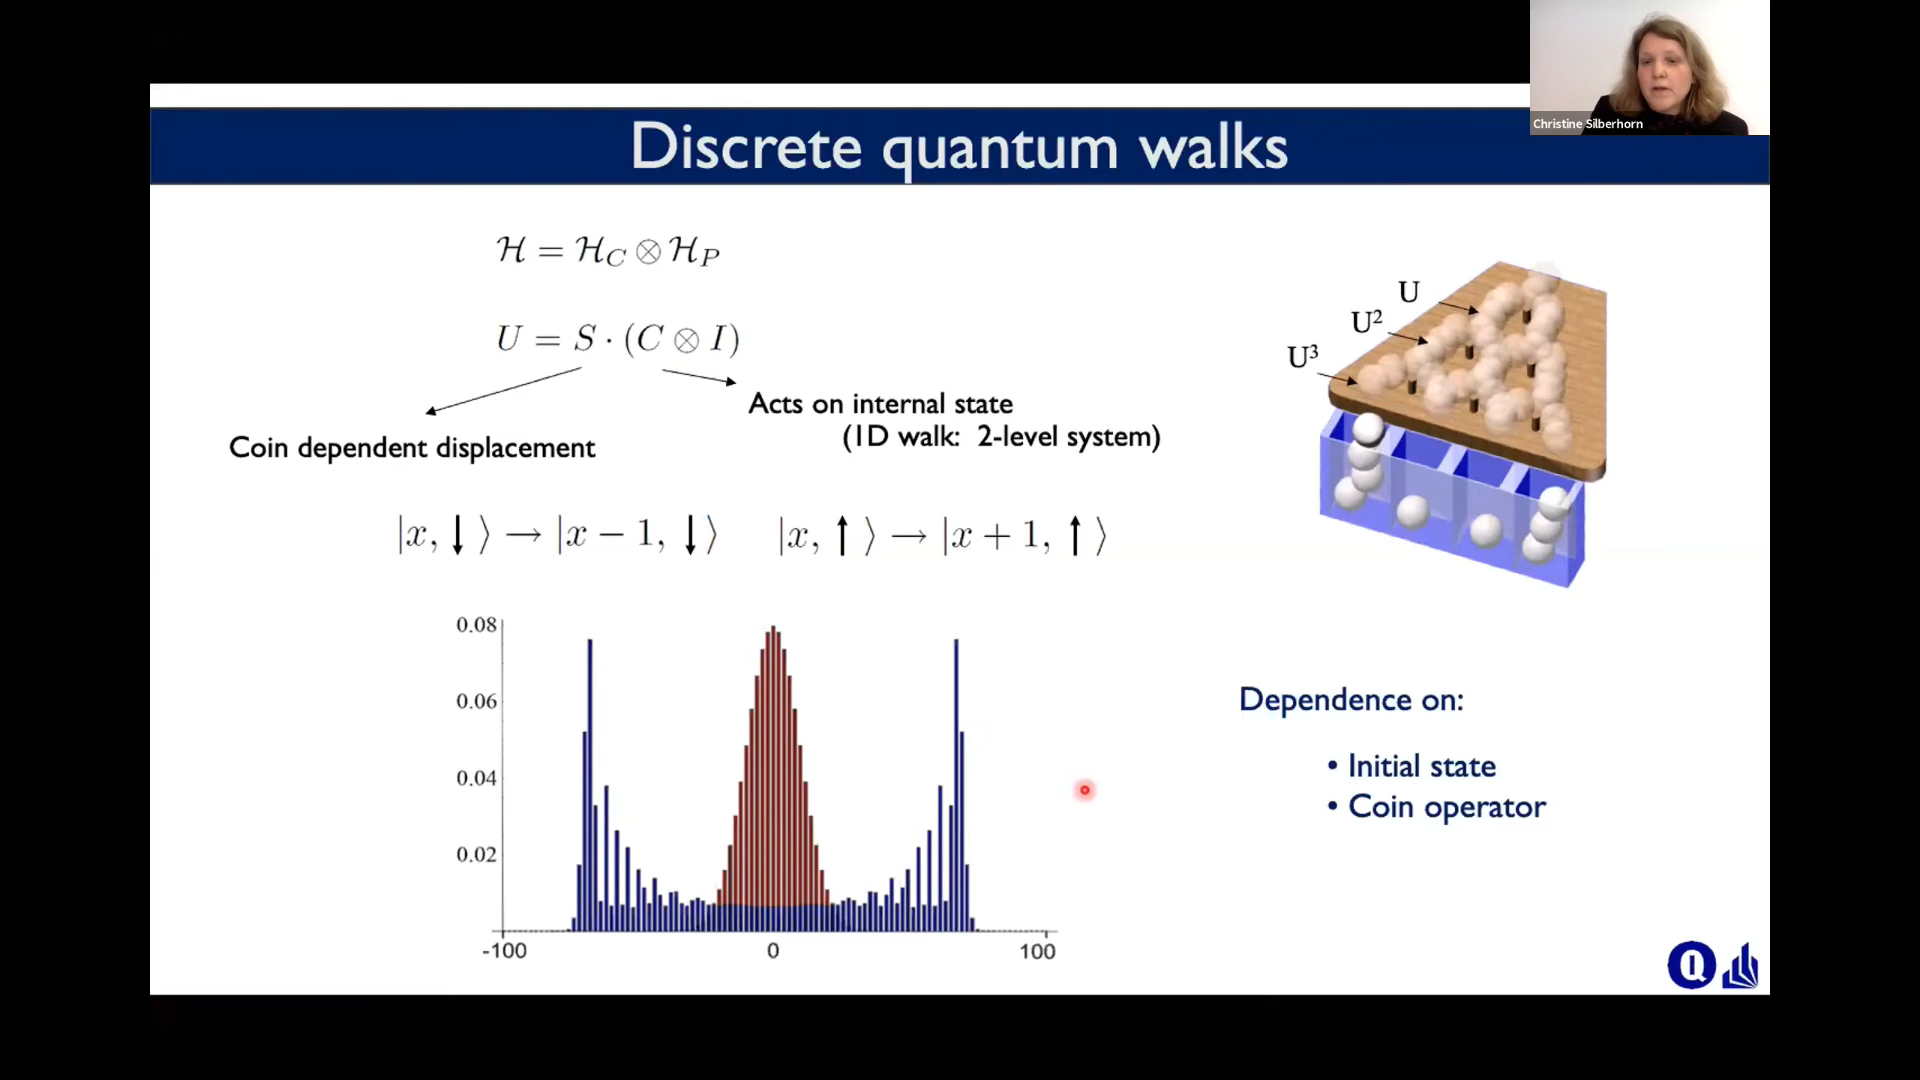 Christine Silberhorn
Discrete quantum walks
ℋ = ℋ_C ⊗ ℋ_P
U = S · (C ⊗ I)
Coin dependent displacement
Acts on internal state
(1D walk: 2-level system)
|x, ↓ ⟩ → |x − 1, ↓ ⟩ |x, ↑ ⟩ → |x + 1, ↑ ⟩
U
U²
U³
0.08
0.06
0.04
0.02
-100 0 100
Dependence on:
• Initial state
• Coin operator
Q